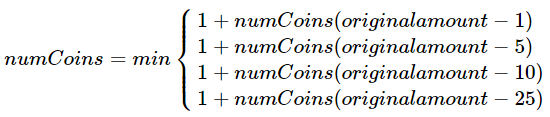 1 + numCoins(originalamount − 1)
1 + numCoins(originalamount − 5)
numCoins = min {
1 + numCoins(originalamount − 10)
1 + numCoins(originalamount − 25)